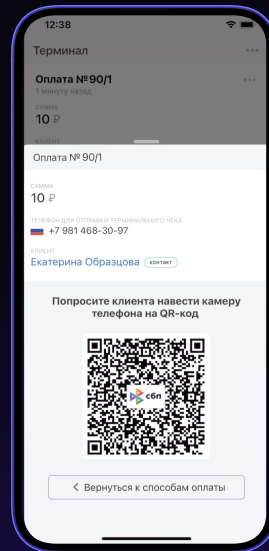 12:38
Терминал
Оплата № 90/1
1 минуту назад
СУММА
10 ₽
КЛИЕНТ
Оплата № 90/1
СУММА
10 ₽
ТЕЛЕФОН ДЛЯ ОТПРАВКИ ТЕРМИНАЛЬНОГО ЧЕКА
+7 981 468-30-97
КЛИЕНТ
Екатерина Образцова контакт
Попросите клиента навести камеру
телефона на QR-код
сбп
Вернуться к способам оплаты